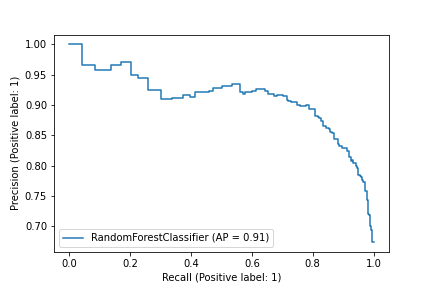 1.00
0.95
0.90
0.85
0.80
0.75
0.70
Precision (Positive label: 1)
RandomForestClassifier (AP = 0.91)
0.0 0.2 0.4 0.6 0.8 1.0
Recall (Positive label: 1)